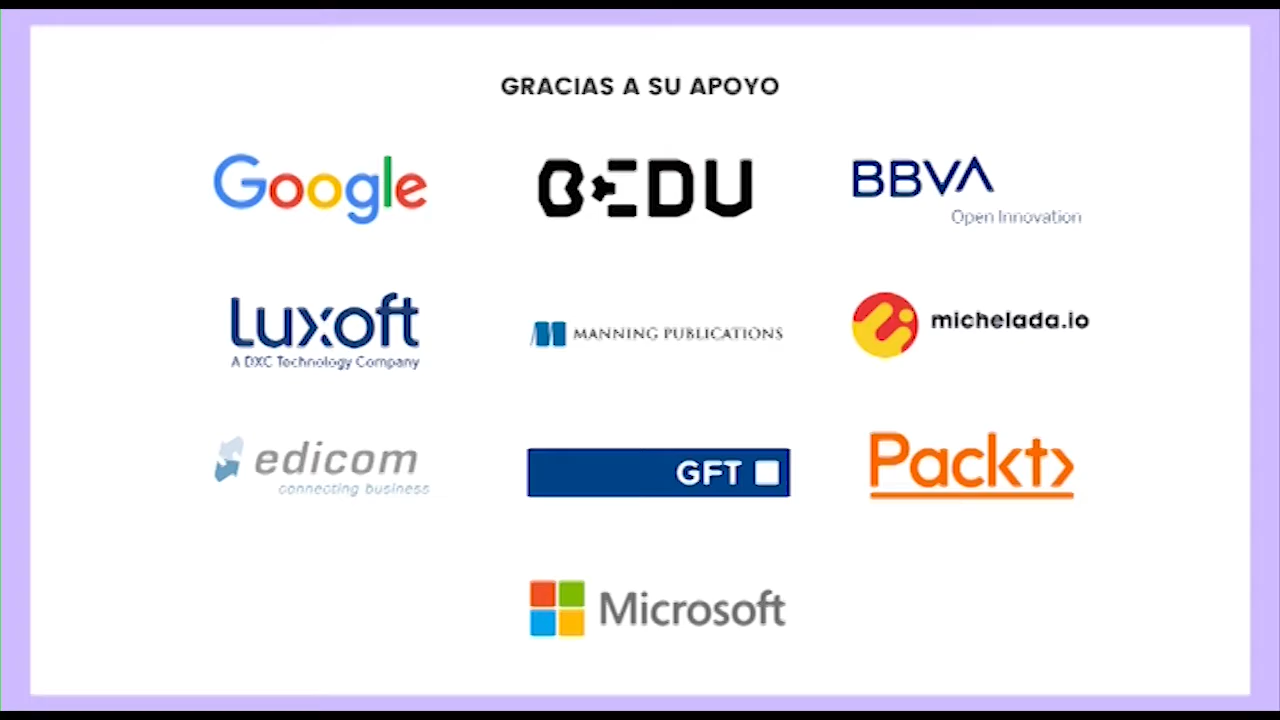 GRACIAS A SU APOYO
Google
BEDU
BBVA
Open Innovation
Luxoft
A DXC Technology Company
MANNING PUBLICATIONS
michelada.io
edicom
connecting business
GFT
Packt
Microsoft